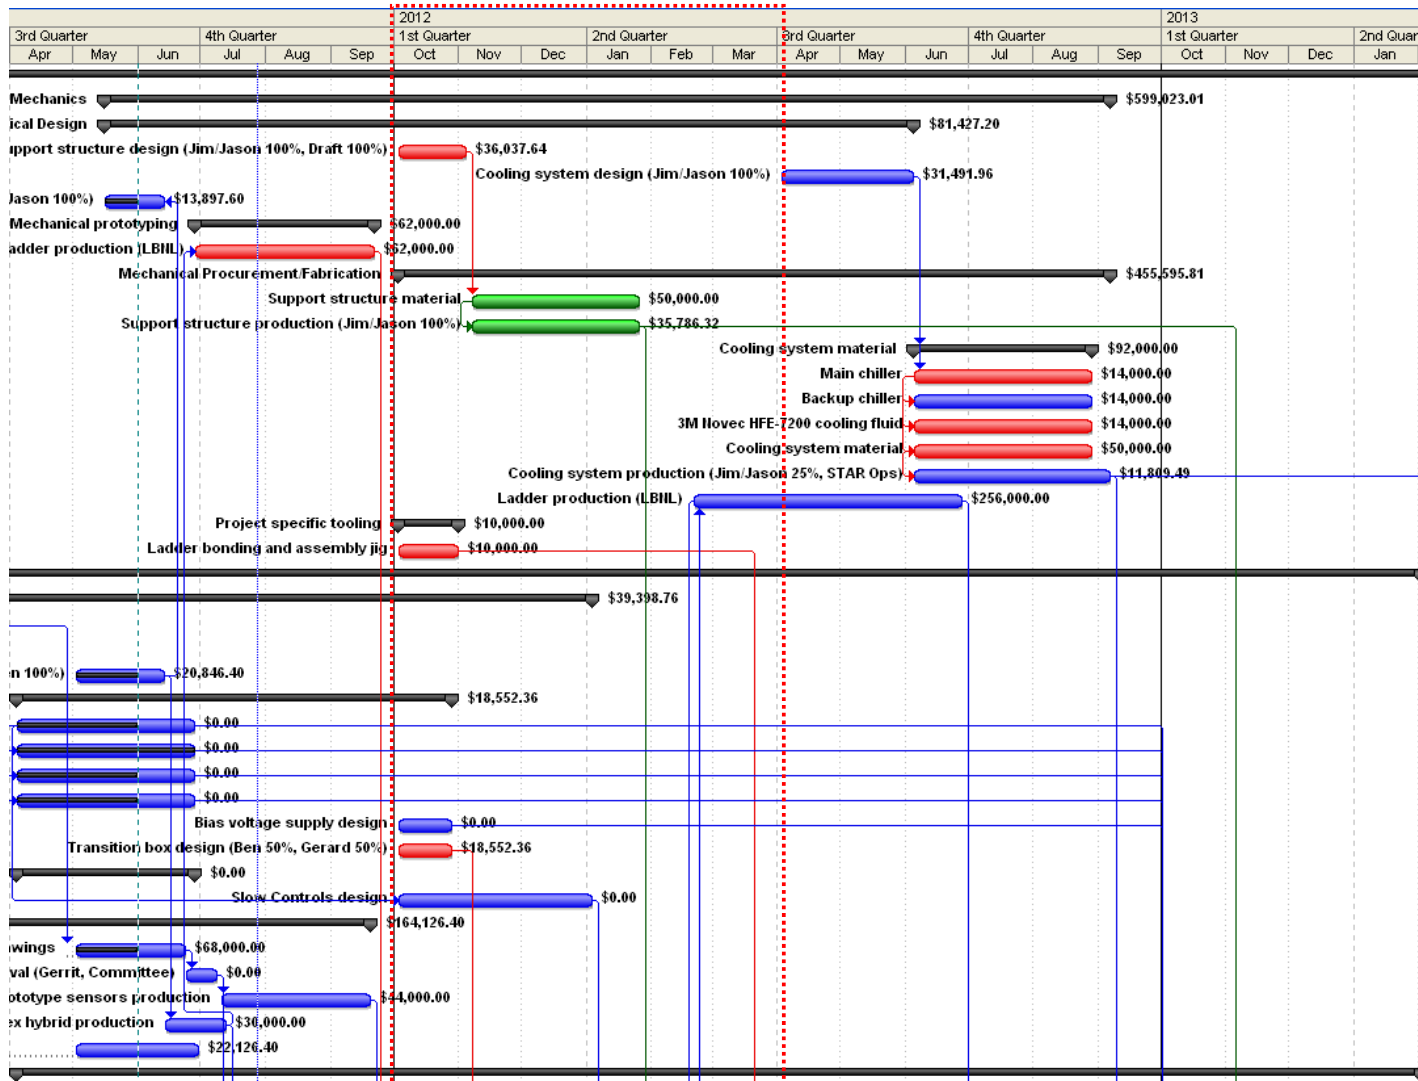 2012 2013
3rd Quarter 4th Quarter 1st Quarter 2nd Quarter 3rd Quarter 4th Quarter 1st Quarter 2nd Quar
Apr May Jun Jul Aug Sep Oct Nov Dec Jan Feb Mar Apr May Jun Jul Aug Sep Oct Nov Dec Jan
Mechanics $599,023.01
ical Design $81,427.20
upport structure design (Jim/Jason 100%, Draft 100%) $36,037.64
Cooling system design (Jim/Jason 100%) $31,491.96
Jason 100%) $13,897.60
Mechanical prototyping $62,000.00
adder production (LBNL) $62,000.00
Mechanical Procurement/Fabrication $455,595.81
Support structure material $50,000.00
Support structure production (Jim/Jason 100%) $35,786.32
Cooling system material $92,000.00
Main chiller $14,000.00
Backup chiller $14,000.00
3M Novec HFE-7200 cooling fluid $14,000.00
Cooling system material $50,000.00
Cooling system production (Jim/Jason 25%, STAR Ops) $11,809.49
Ladder production (LBNL) $256,000.00
Project specific tooling $10,000.00
Ladder bonding and assembly jig $10,000.00
$39,398.76
en 100%) $20,846.40
$18,552.36
$0.00
$0.00
$0.00
$0.00
Bias voltage supply design $0.00
Transition box design (Ben 50%, Gerard 50%) $18,552.36
$0.00
Slow Controls design $0.00
$164,126.40
wings $68,000.00
val (Gerrit, Committee) $0.00
ototype sensors production $44,000.00
ex hybrid production $30,000.00
$22,126.40